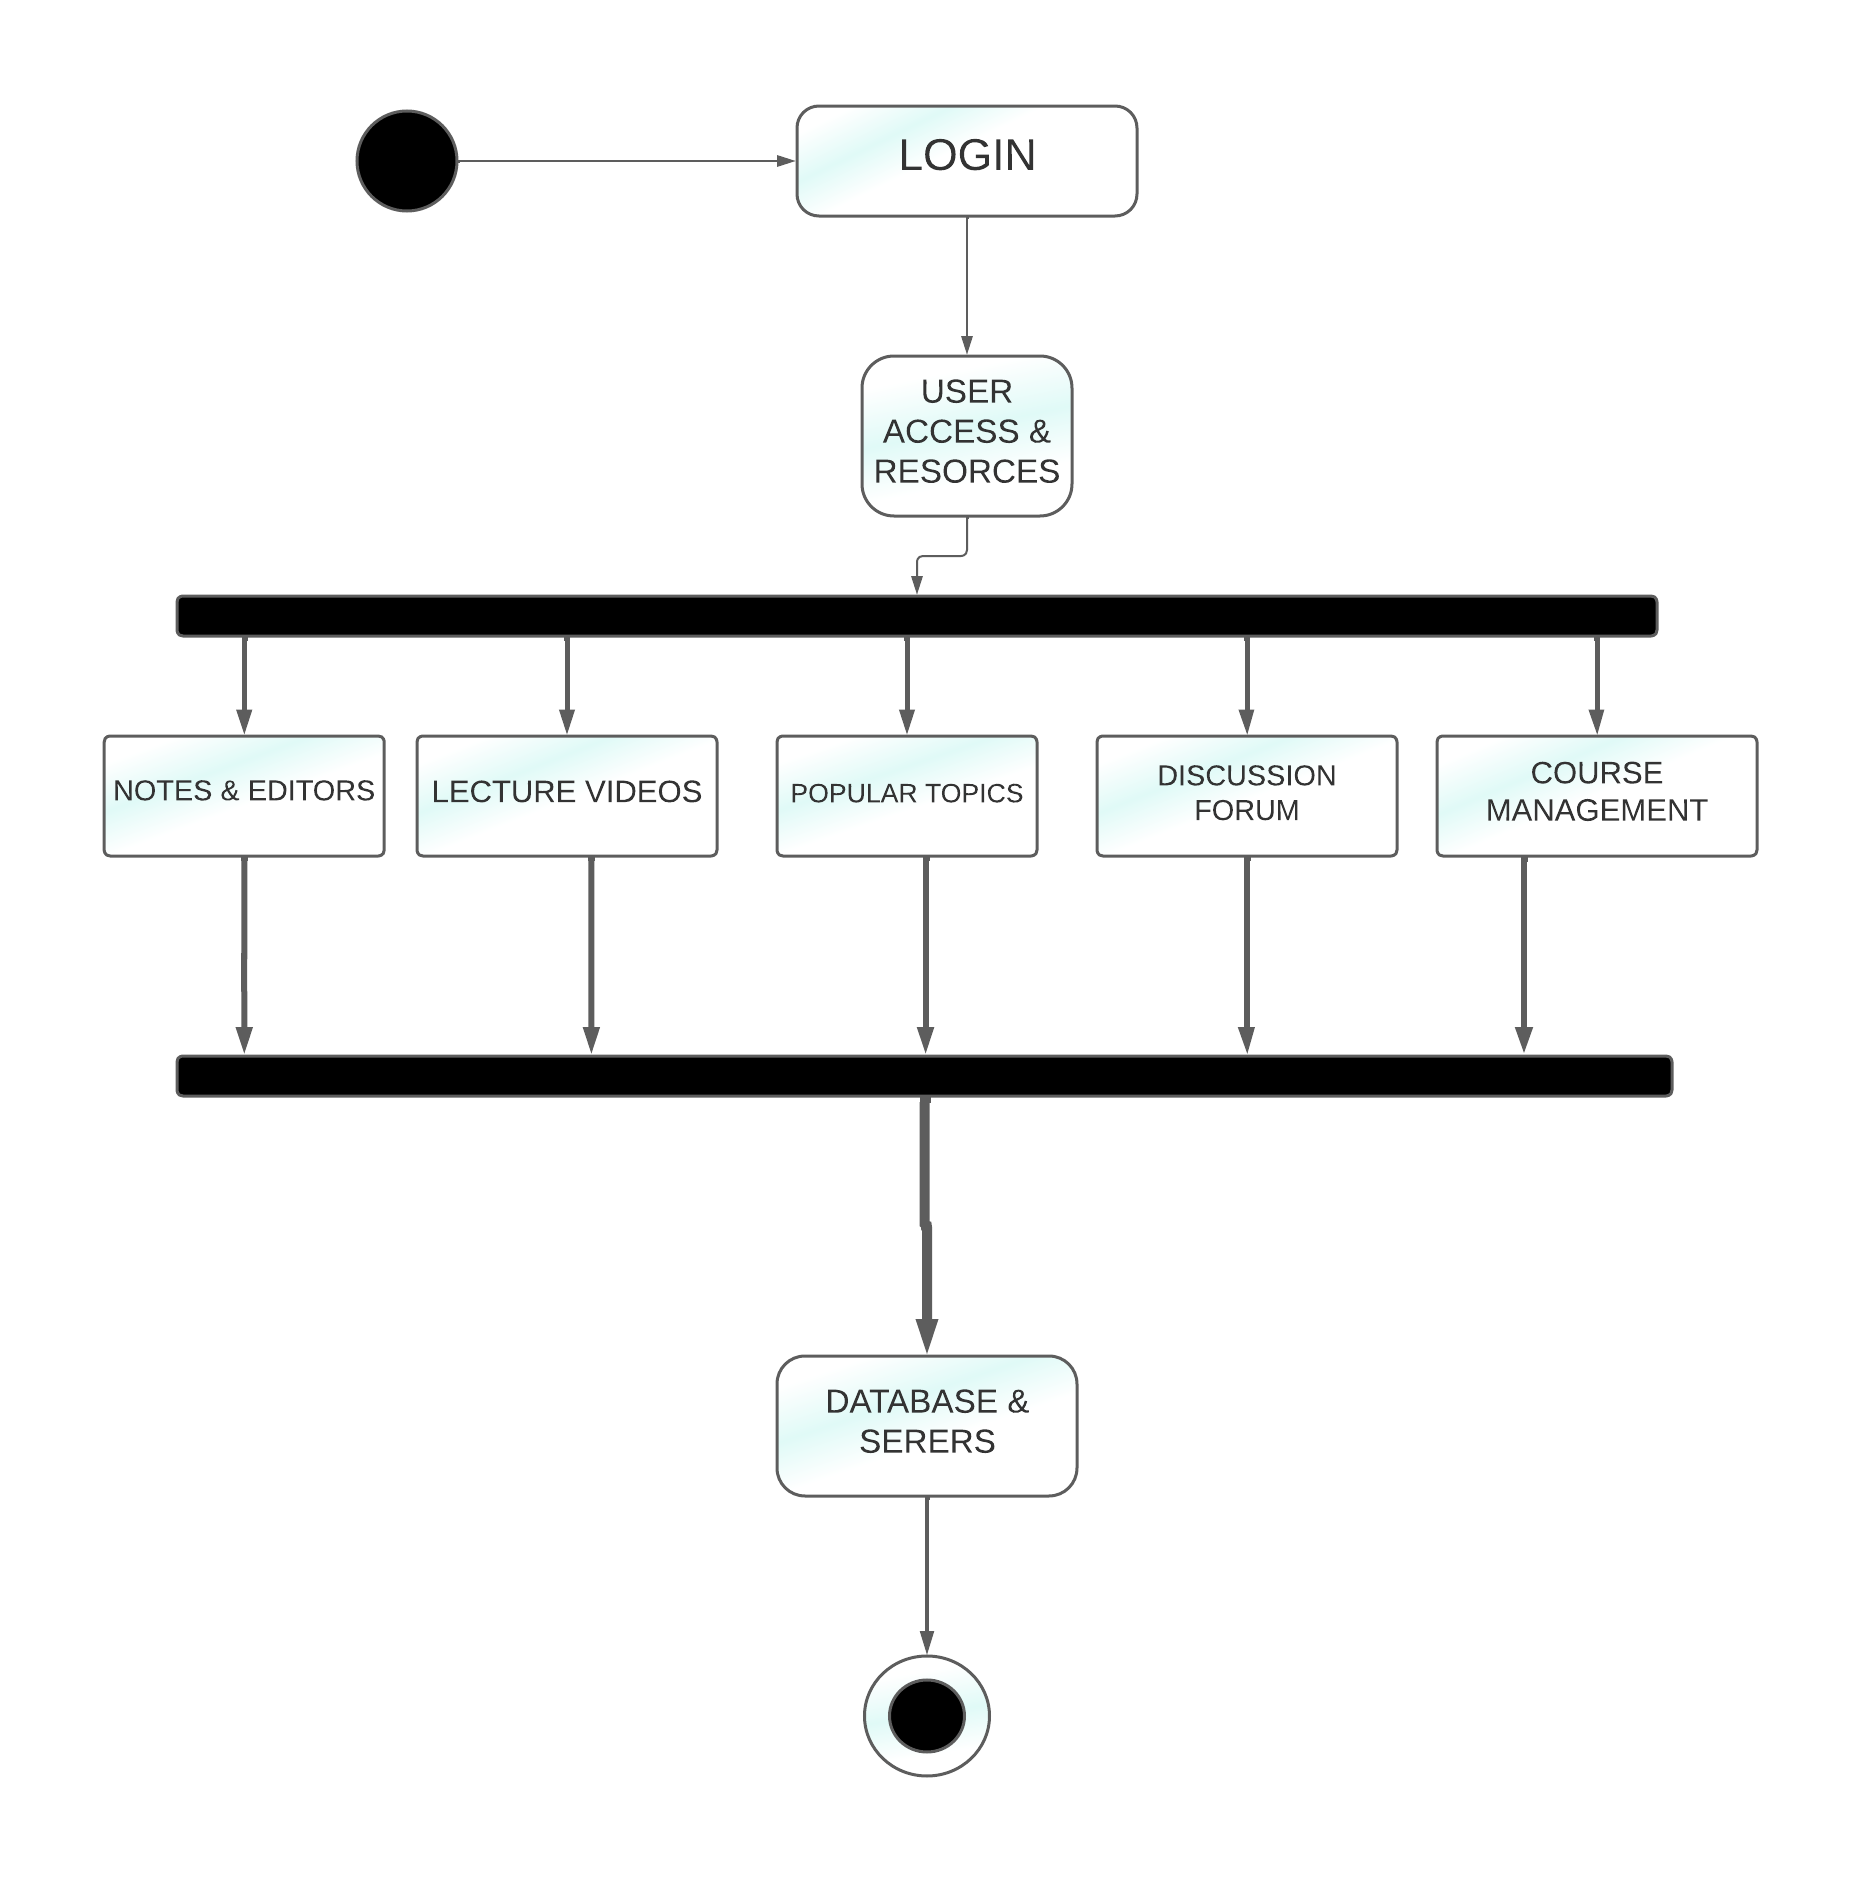 LOGIN
USER
ACCESS &
RESORCES
NOTES & EDITORS
LECTURE VIDEOS
POPULAR TOPICS
DISCUSSION
FORUM
COURSE
MANAGEMENT
DATABASE &
SERERS